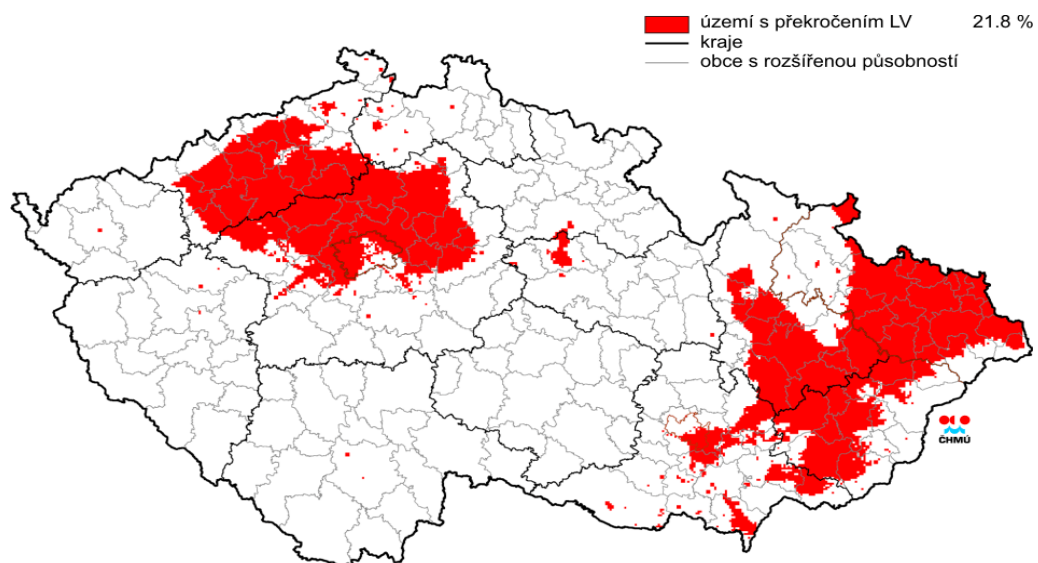 území s překročením LV 21.8 %
kraje
obce s rozšířenou působností
ČHMÚ